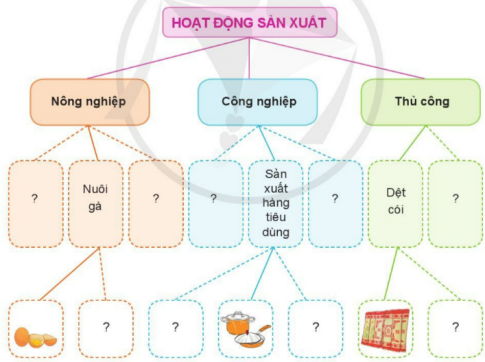 HOẠT ĐỘNG SẢN XUẤT
Nông nghiệp
Công nghiệp
Thủ công
?
Nuôi
gà
?
?
Sản
xuất
hàng
tiêu
dùng
?
Dệt
cói
?
?
?
?
?